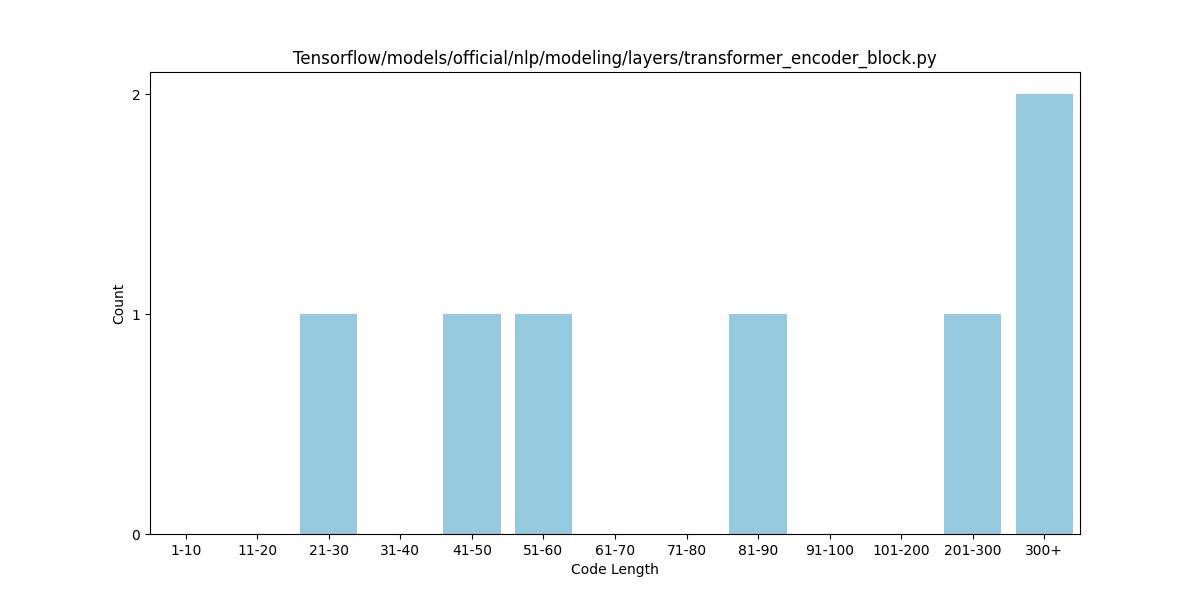 Tensorflow/models/official/nlp/modeling/layers/transformer_encoder_block.py
2
1
0
Count
1-10 11-20 21-30 31-40 41-50 51-60 61-70 71-80 81-90 91-100 101-200 201-300 300+
Code Length